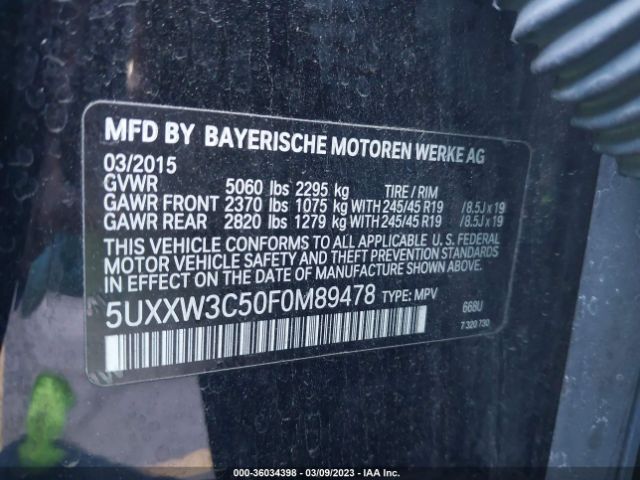 MFD BY BAYERISCHE MOTOREN WERKE AG
03/2015
GVWR 5060 lbs 2295 kg TIRE / RIM
GAWR FRONT 2370 lbs 1075 kg WITH 245/45 R19 /8.5J x 19
GAWR REAR 2820 lbs 1279 kg WITH 245/45 R19 /8.5J x 19
THIS VEHICLE CONFORMS TO ALL APPLICABLE U.S. FEDERAL
MOTOR VEHICLE SAFETY AND THEFT PREVENTION STANDARDS
IN EFFECT ON THE DATE OF MANUFACTURE SHOWN ABOVE.
5UXXW3C50F0M89478 TYPE: MPV 668U
7 320 730
000-36034398 - 03/09/2023 - IAA Inc.